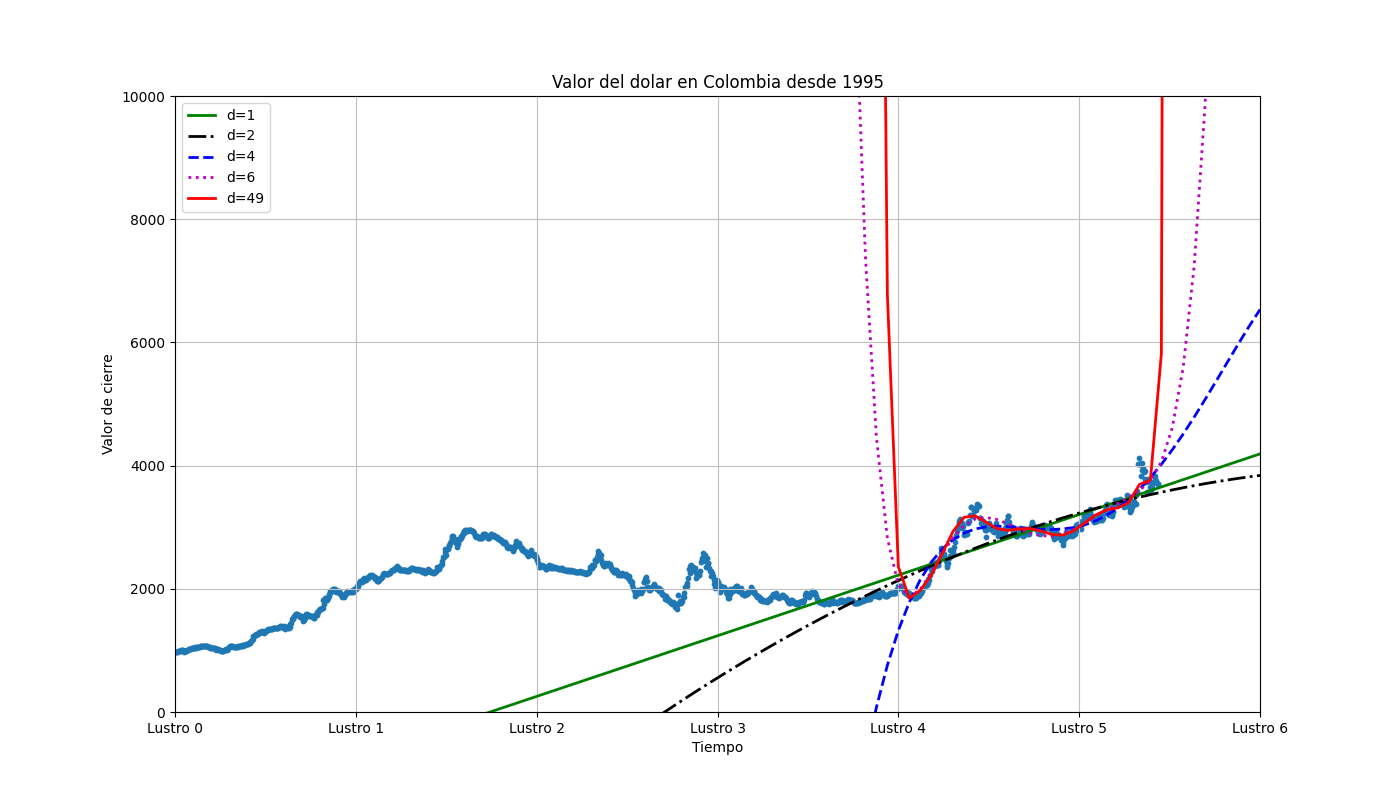 Valor del dolar en Colombia desde 1995
d=1
d=2
d=4
d=6
d=49
10000
8000
6000
4000
2000
0
Valor de cierre
Lustro 0 Lustro 1 Lustro 2 Lustro 3 Lustro 4 Lustro 5 Lustro 6
Tiempo